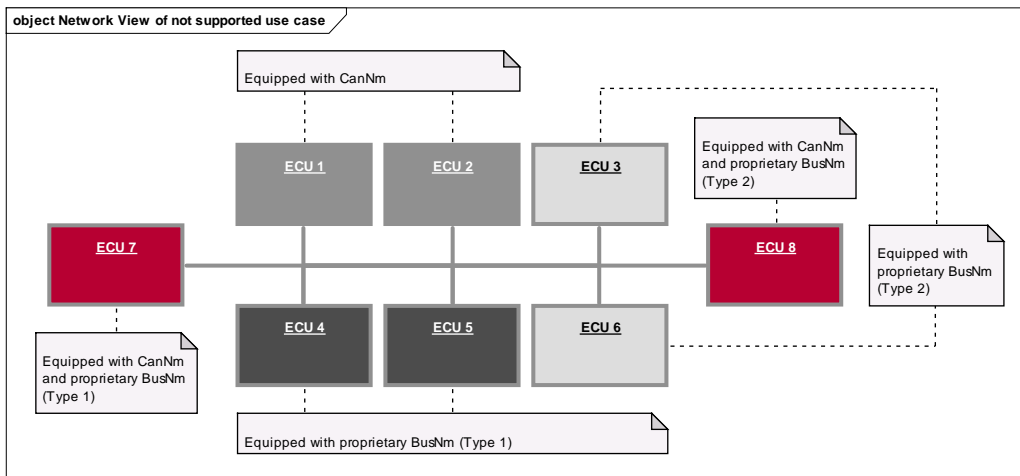 object Network View of not supported use case
Equipped with CanNm
Equipped with CanNm
and proprietary BusNm
(Type 2)
ECU 1
ECU 2
ECU 3
ECU 7
ECU 8
Equipped with
proprietary BusNm
(Type 2)
ECU 4
ECU 5
ECU 6
Equipped with CanNm
and proprietary BusNm
(Type 1)
Equipped with proprietary BusNm (Type 1)